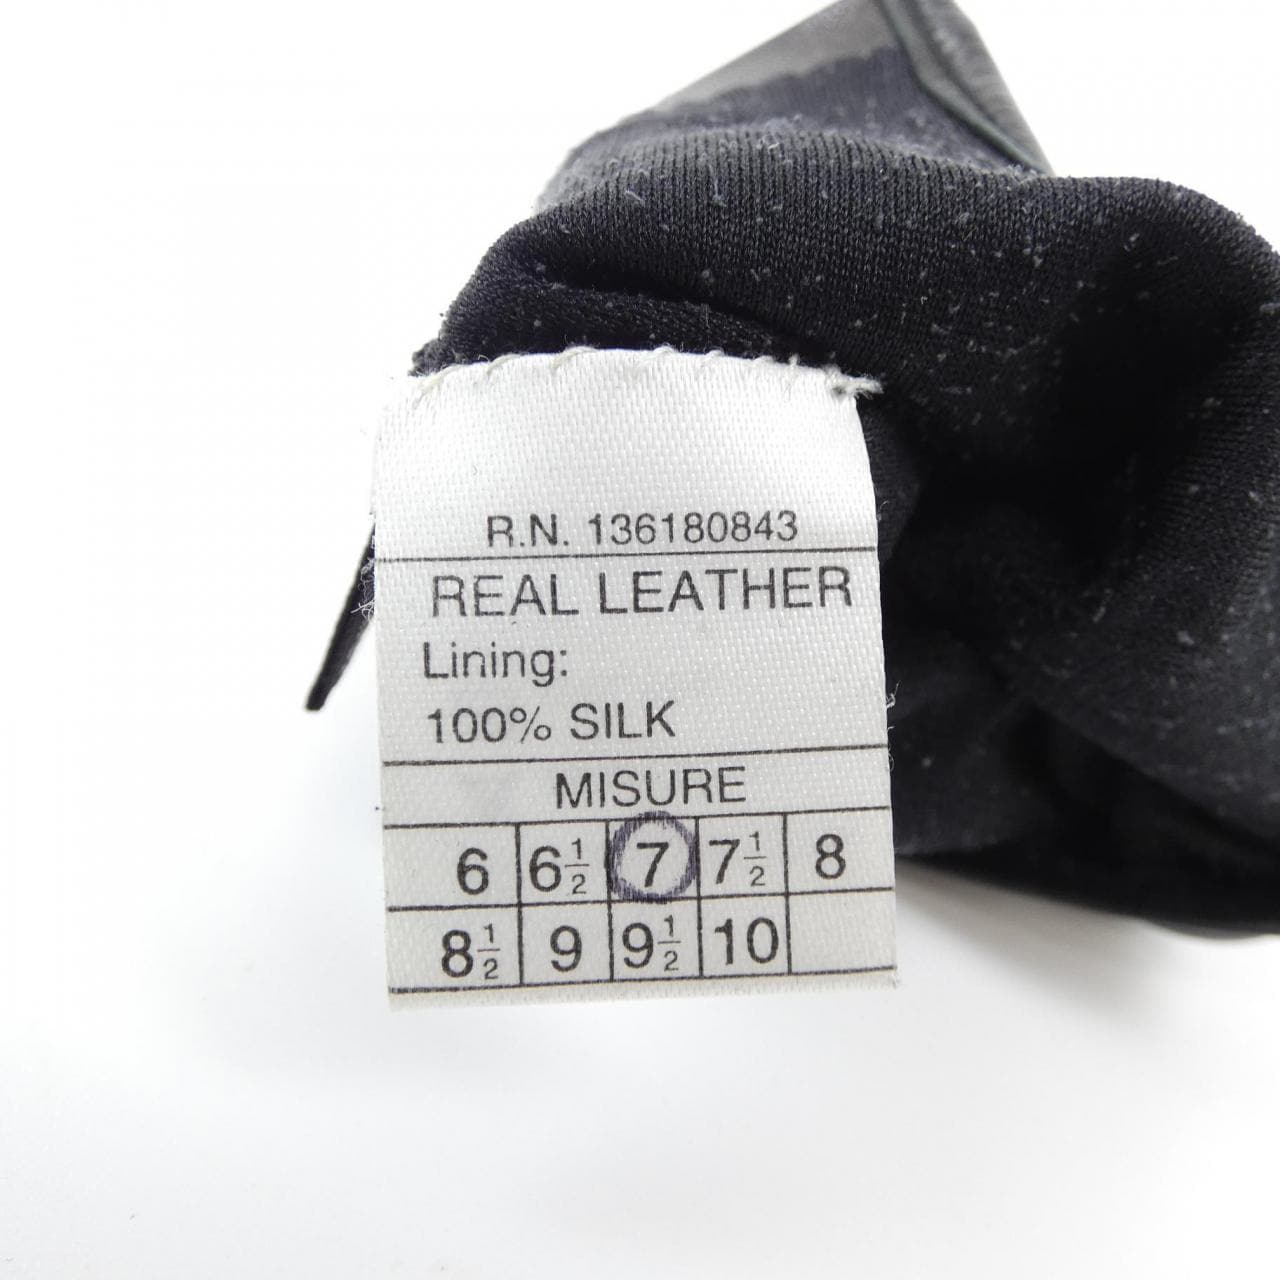 R.N. 136180843
REAL LEATHER
Lining:
100% SILK
MISURE
6 6½ 7 7½ 8
8½ 9 9½ 10